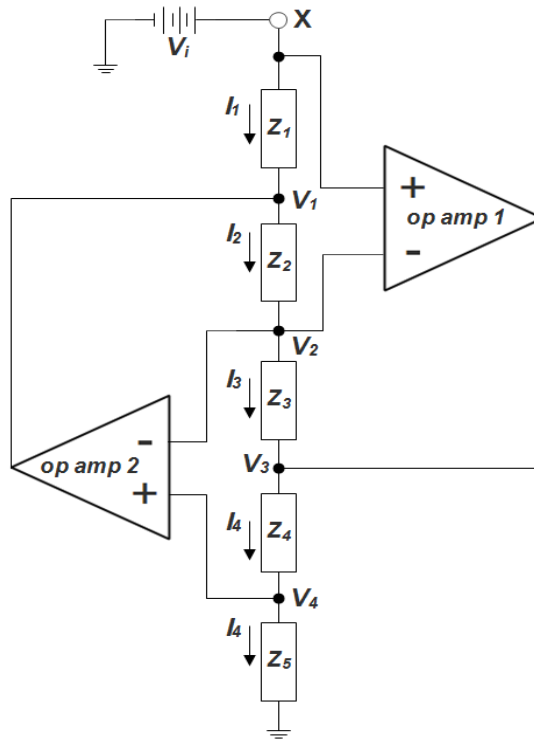 X
Vi
I1
Z1
V1
+
op amp 1
-
I2
Z2
V2
I3
Z3
-
op amp 2
+
V3
I4
Z4
V4
I4
Z5